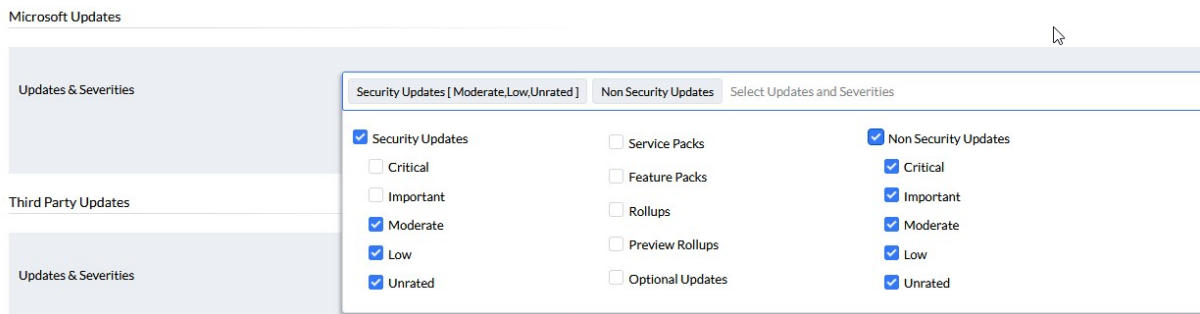 Microsoft Updates
Updates & Severities
Security Updates [ Moderate,Low,Unrated ] Non Security Updates Select Updates and Severities
Security Updates
Critical
Important
Moderate
Low
Unrated
Service Packs
Feature Packs
Rollups
Preview Rollups
Optional Updates
Non Security Updates
Critical
Important
Moderate
Low
Unrated
Third Party Updates
Updates & Severities